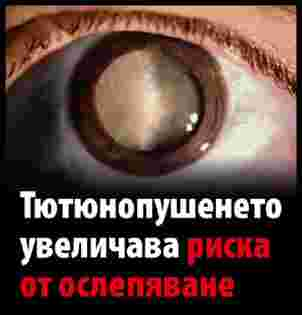 Тютюнопушенето
увеличава риска
от ослепяване